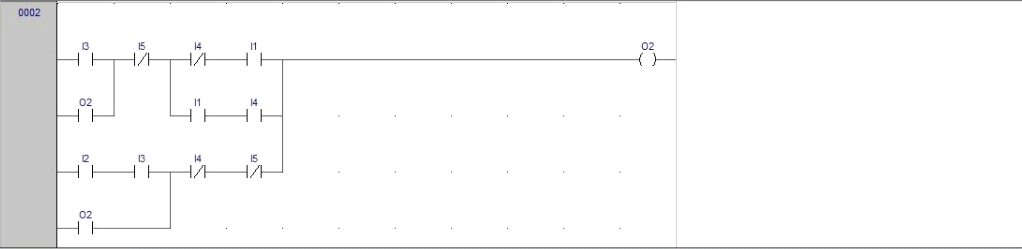 0002
I3 I5 I4 I1 O2
O2 I1 I4
I2 I3 I4 I5
O2